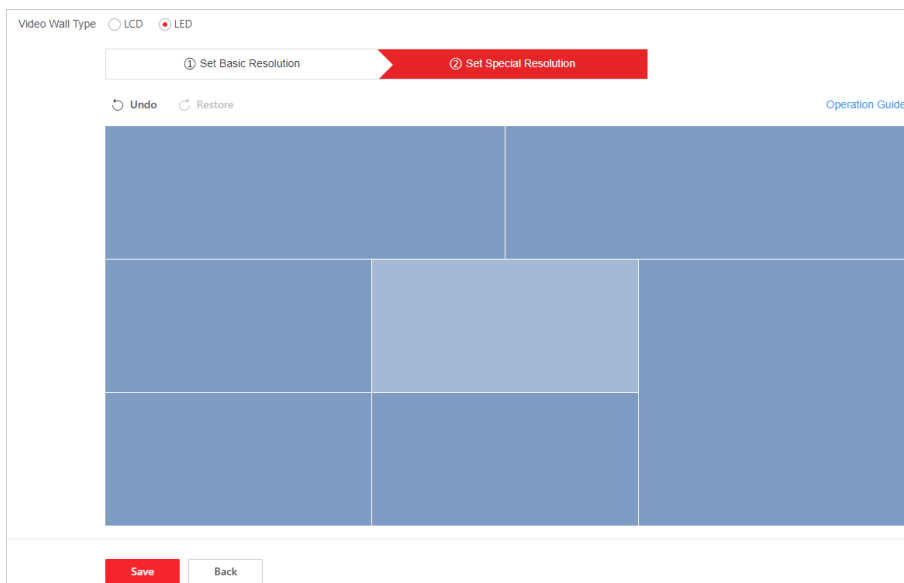 Video Wall Type LCD LED
① Set Basic Resolution ② Set Special Resolution
Undo Restore Operation Guide
Save Back